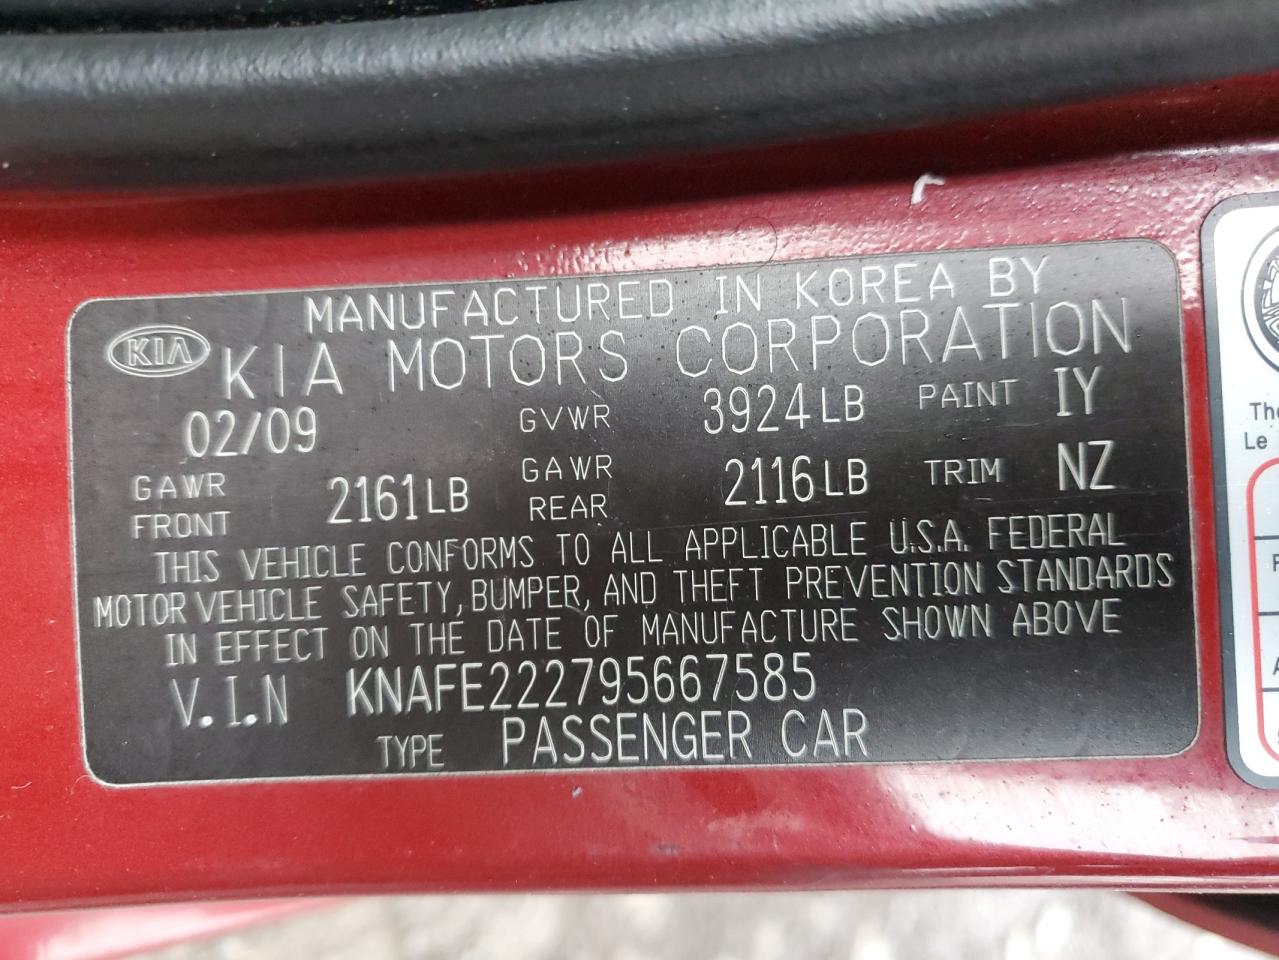 MANUFACTURED IN KOREA BY
KIA KIA MOTORS CORPORATION
02/09 GVWR 3924LB PAINT IY
GAWR FRONT 2161LB GAWR REAR 2116LB TRIM NZ
THIS VEHICLE CONFORMS TO ALL APPLICABLE U.S.A. FEDERAL
MOTOR VEHICLE SAFETY, BUMPER, AND THEFT PREVENTION STANDARDS
IN EFFECT ON THE DATE OF MANUFACTURE SHOWN ABOVE
V.I.N KNAFE222795667585
TYPE PASSENGER CAR
Le